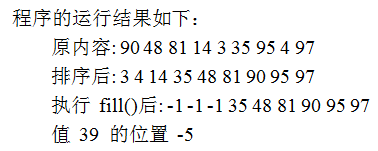 程序的运行结果如下：
原内容: 90 48 81 14 3 35 95 4 97
排序后: 3 4 14 35 48 81 90 95 97
执行 fill()后: -1 -1 -1 35 48 81 90 95 97
值 39 的位置 -5